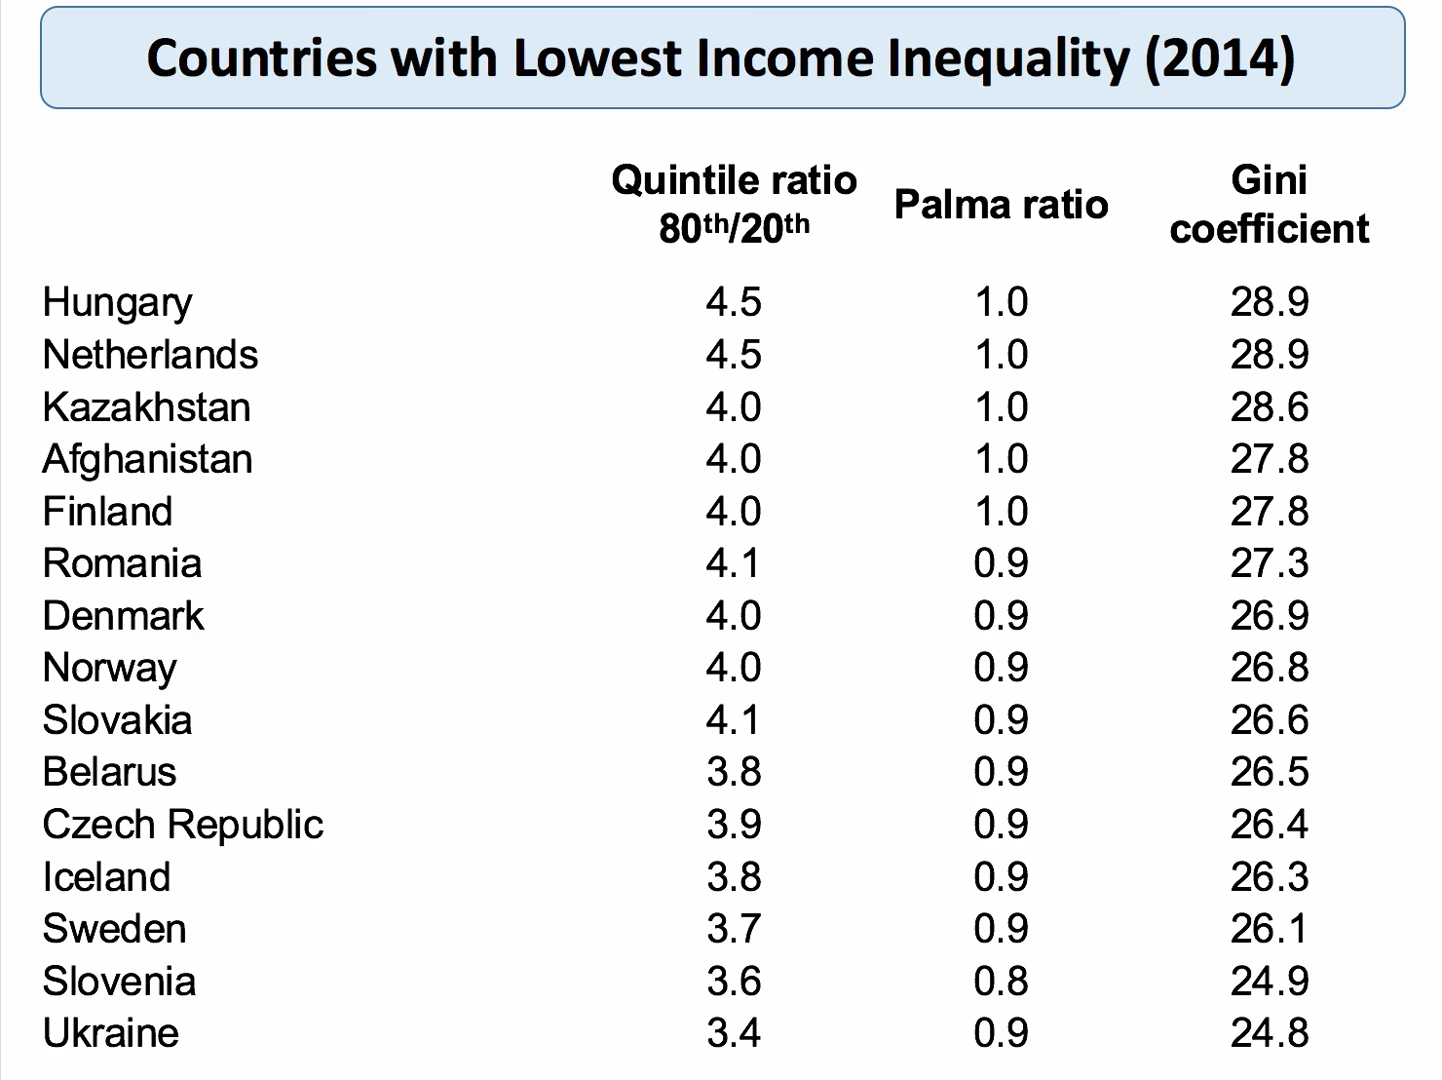 Countries with Lowest Income Inequality (2014)
Quintile ratio 80th/20th Palma ratio Gini coefficient
Hungary 4.5 1.0 28.9
Netherlands 4.5 1.0 28.9
Kazakhstan 4.0 1.0 28.6
Afghanistan 4.0 1.0 27.8
Finland 4.0 1.0 27.8
Romania 4.1 0.9 27.3
Denmark 4.0 0.9 26.9
Norway 4.0 0.9 26.8
Slovakia 4.1 0.9 26.6
Belarus 3.8 0.9 26.5
Czech Republic 3.9 0.9 26.4
Iceland 3.8 0.9 26.3
Sweden 3.7 0.9 26.1
Slovenia 3.6 0.8 24.9
Ukraine 3.4 0.9 24.8